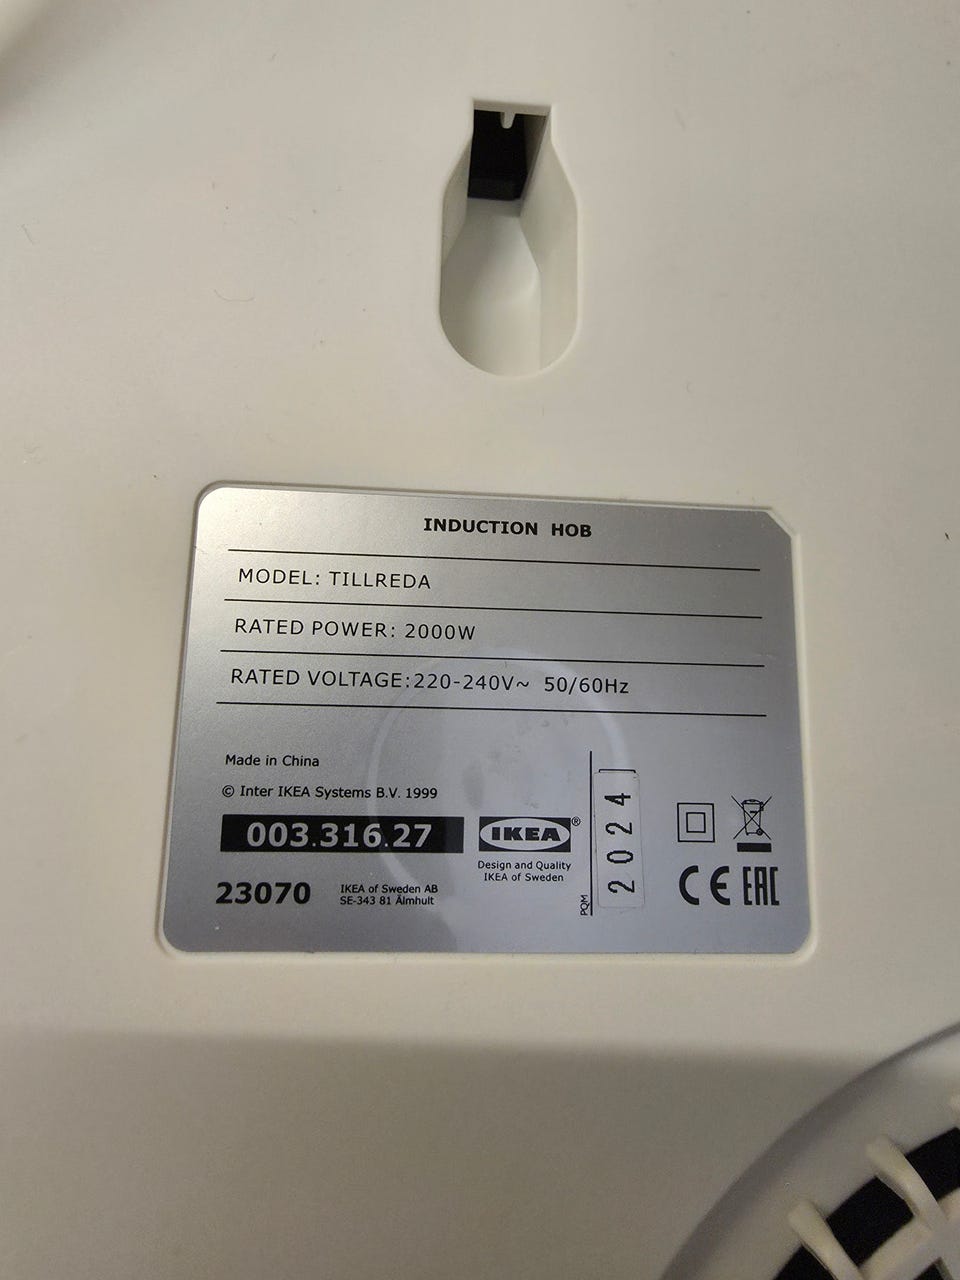 INDUCTION HOB
MODEL: TILLREDA
RATED POWER: 2000W
RATED VOLTAGE:220-240V~ 50/60Hz
Made in China
© Inter IKEA Systems B.V. 1999
003.316.27
23070
IKEA of Sweden AB
SE-343 81 Älmhult
IKEA®
Design and Quality
IKEA of Sweden
PQM
2024
CE EAC